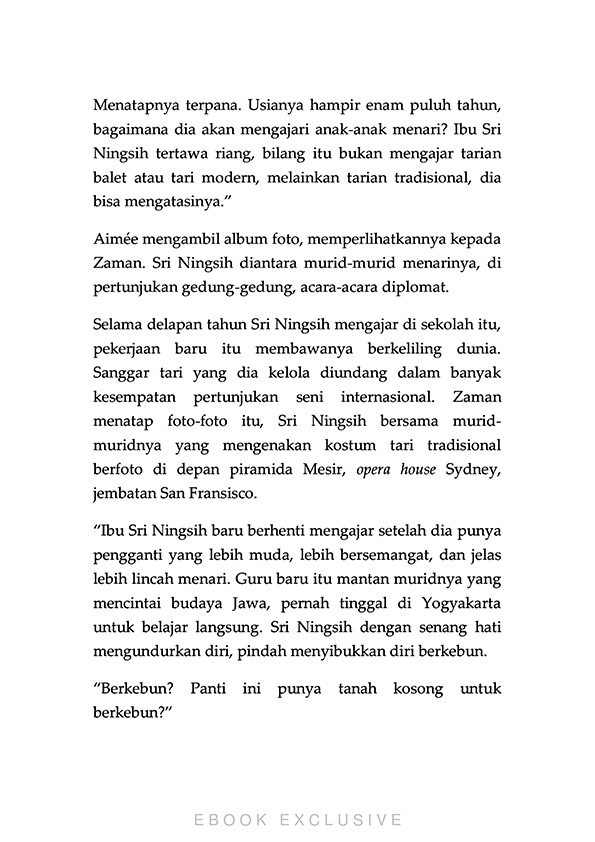 Menatapnya terpana. Usianya hampir enam puluh tahun,
bagaimana dia akan mengajari anak-anak menari? Ibu Sri
Ningsih tertawa riang, bilang itu bukan mengajar tarian
balet atau tari modern, melainkan tarian tradisional, dia
bisa mengatasinya.”
Aimée mengambil album foto, memperlihatkannya kepada
Zaman. Sri Ningsih diantara murid-murid menarinya, di
pertunjukan gedung-gedung, acara-acara diplomat.
Selama delapan tahun Sri Ningsih mengajar di sekolah itu,
pekerjaan baru itu membawanya berkeliling dunia.
Sanggar tari yang dia kelola diundang dalam banyak
kesempatan pertunjukan seni internasional. Zaman
menatap foto-foto itu, Sri Ningsih bersama murid-
muridnya yang mengenakan kostum tari tradisional
berfoto di depan piramida Mesir, opera house Sydney,
jembatan San Fransisco.
“Ibu Sri Ningsih baru berhenti mengajar setelah dia punya
pengganti yang lebih muda, lebih bersemangat, dan jelas
lebih lincah menari. Guru baru itu mantan muridnya yang
mencintai budaya Jawa, pernah tinggal di Yogyakarta
untuk belajar langsung. Sri Ningsih dengan senang hati
mengundurkan diri, pindah menyibukkan diri berkebun.
“Berkebun? Panti ini punya tanah kosong untuk
berkebun?”
EBOOK EXCLUSIVE